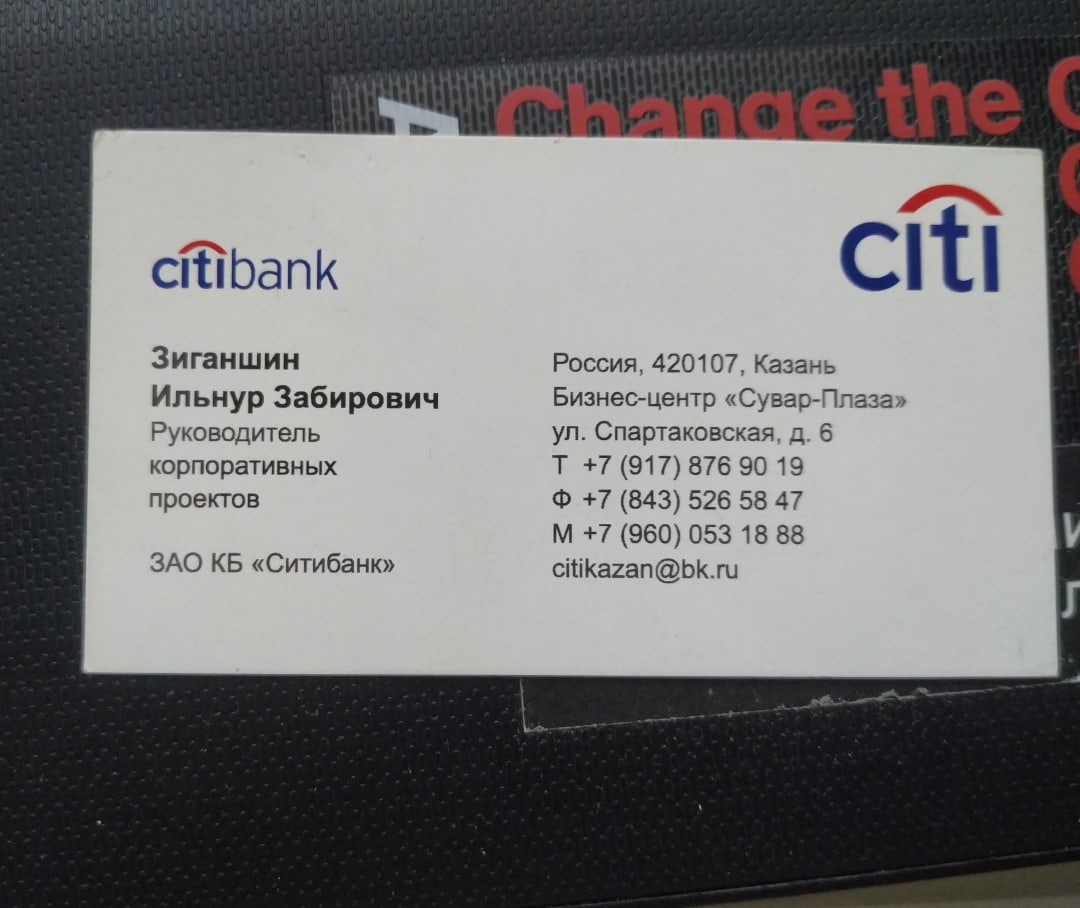 Change the
citibank
citi
Зиганшин
Ильнур Забирович
Руководитель
корпоративных
проектов
ЗАО КБ «Ситибанк»
Россия, 420107, Казань
Бизнес-центр «Сувар-Плаза»
ул. Спартаковская, д. 6
Т +7 (917) 876 90 19
Ф +7 (843) 526 58 47
М +7 (960) 053 18 88
citikazan@bk.ru